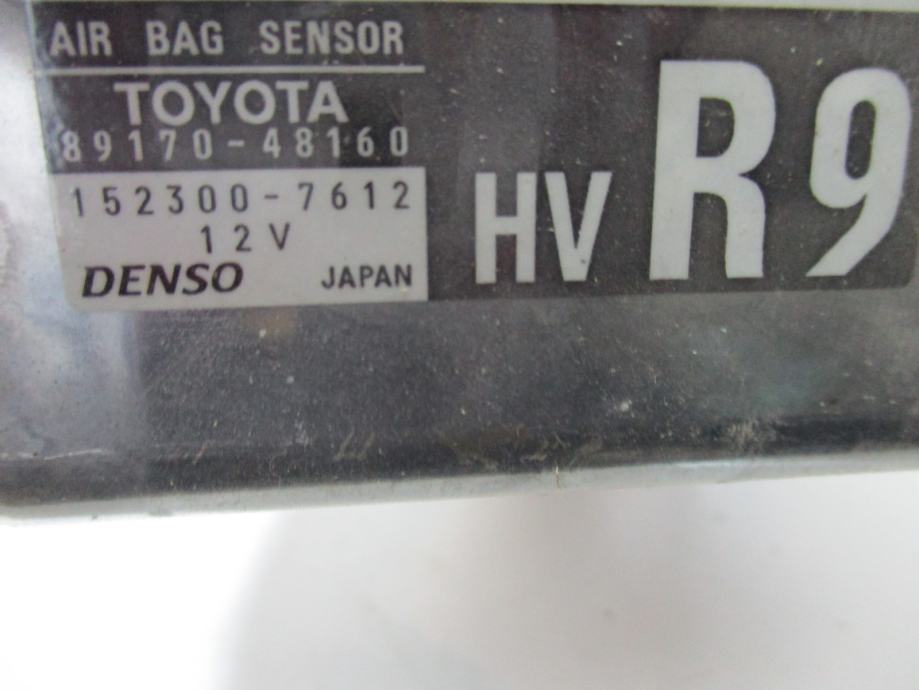 AIR BAG SENSOR
TOYOTA
89170-48160
152300-7612
12V
DENSO JAPAN
HV R9